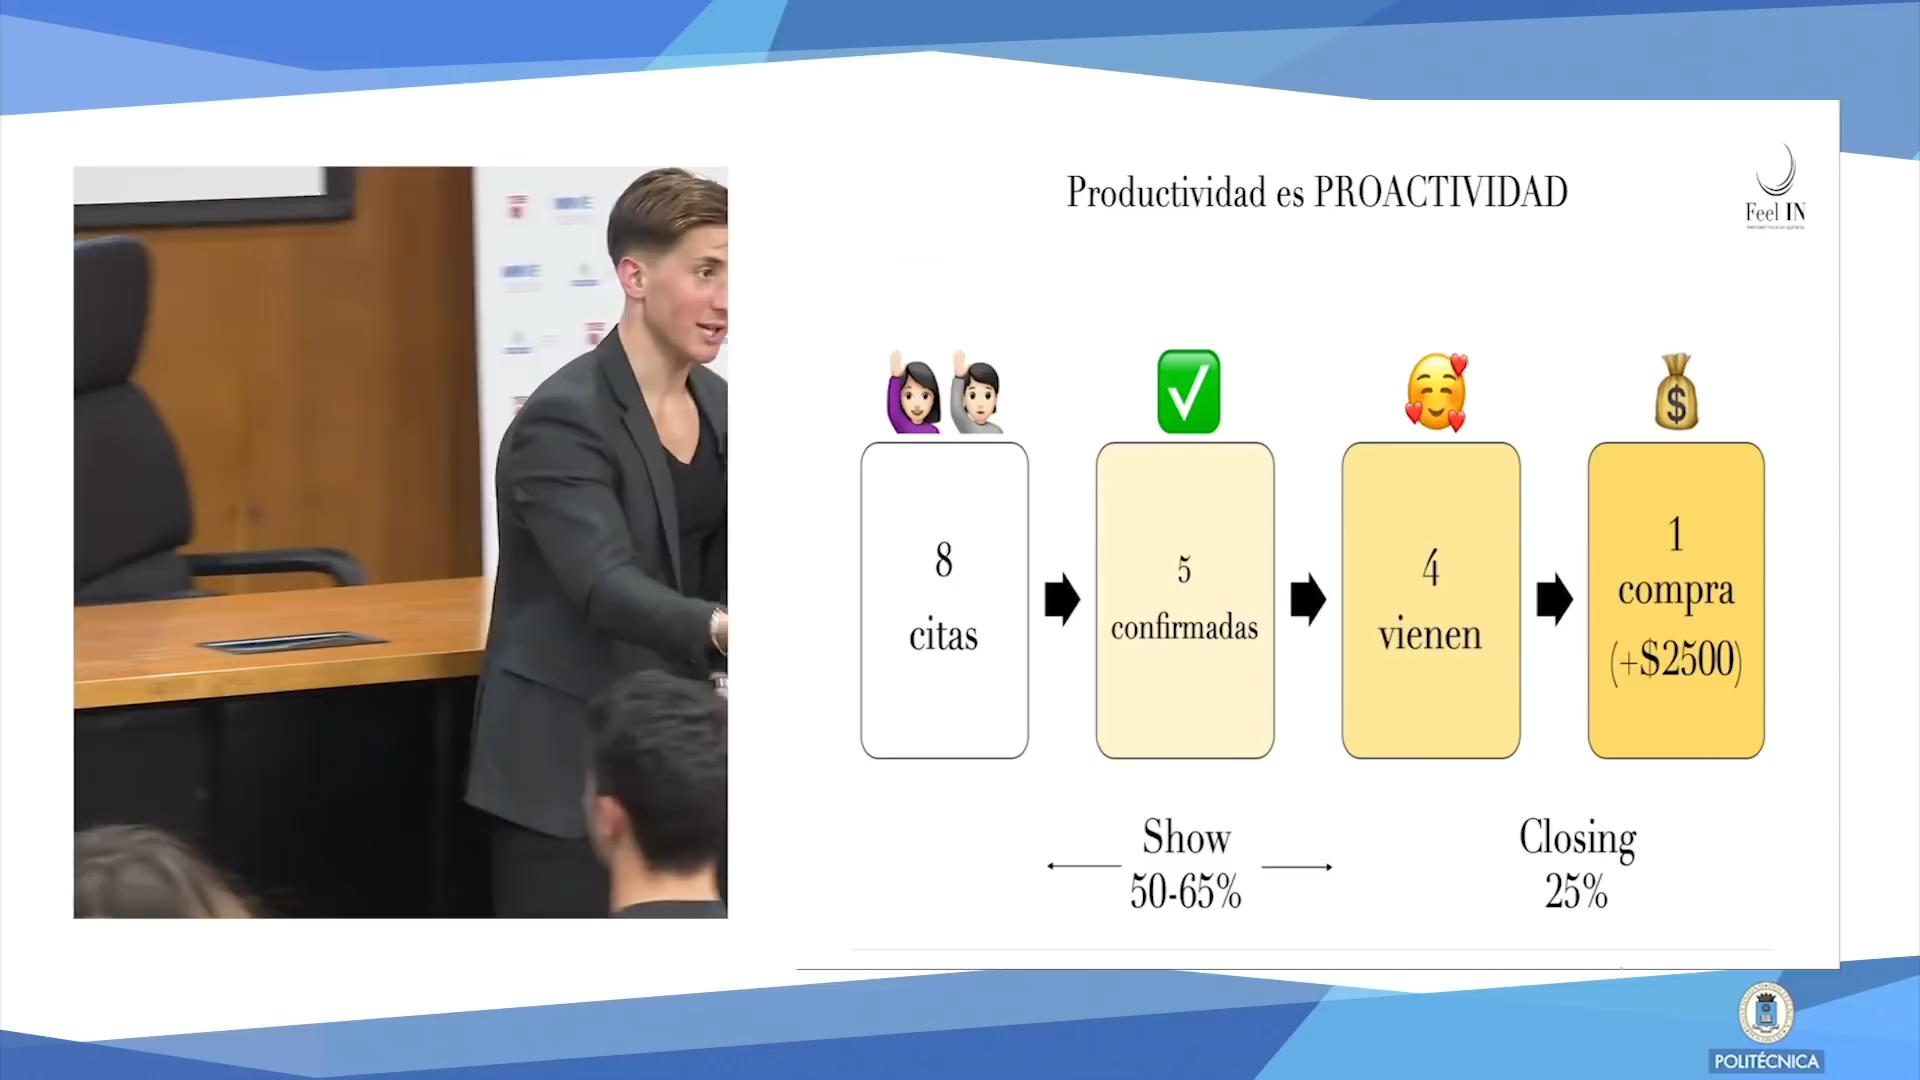 Productividad es PROACTIVIDAD
Feel IN
8
citas
5
confirmadas
4
vienen
1
compra
(+$2500)
Show
50-65%
Closing
25%
POLITÉCNICA